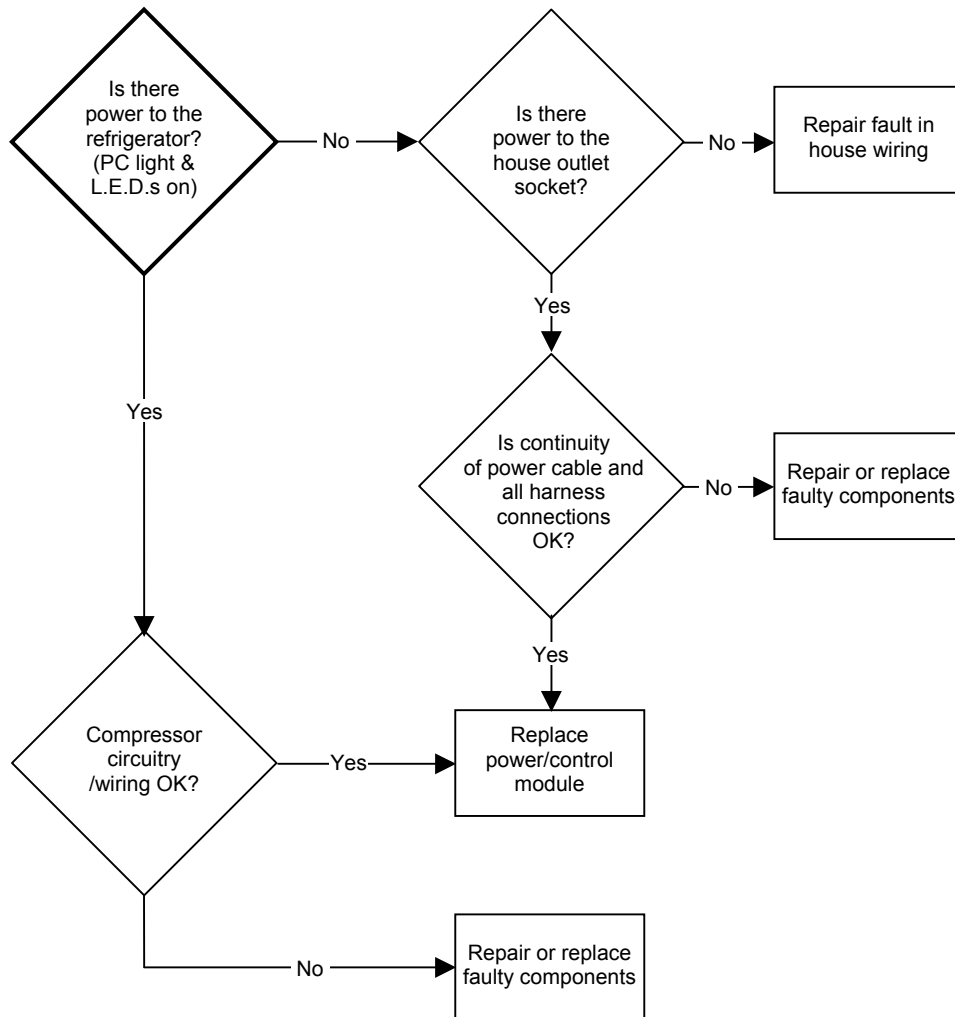 Is there
power to the
refrigerator?
(PC light &
L.E.D.s on)
No
Is there
power to the
house outlet
socket?
No
Repair fault in
house wiring
Yes
Yes
Is continuity
of power cable and
all harness
connections
OK?
No
Repair or replace
faulty components
Yes
Compressor
circuitry
/wiring OK?
Yes
Replace
power/control
module
No
Repair or replace
faulty components